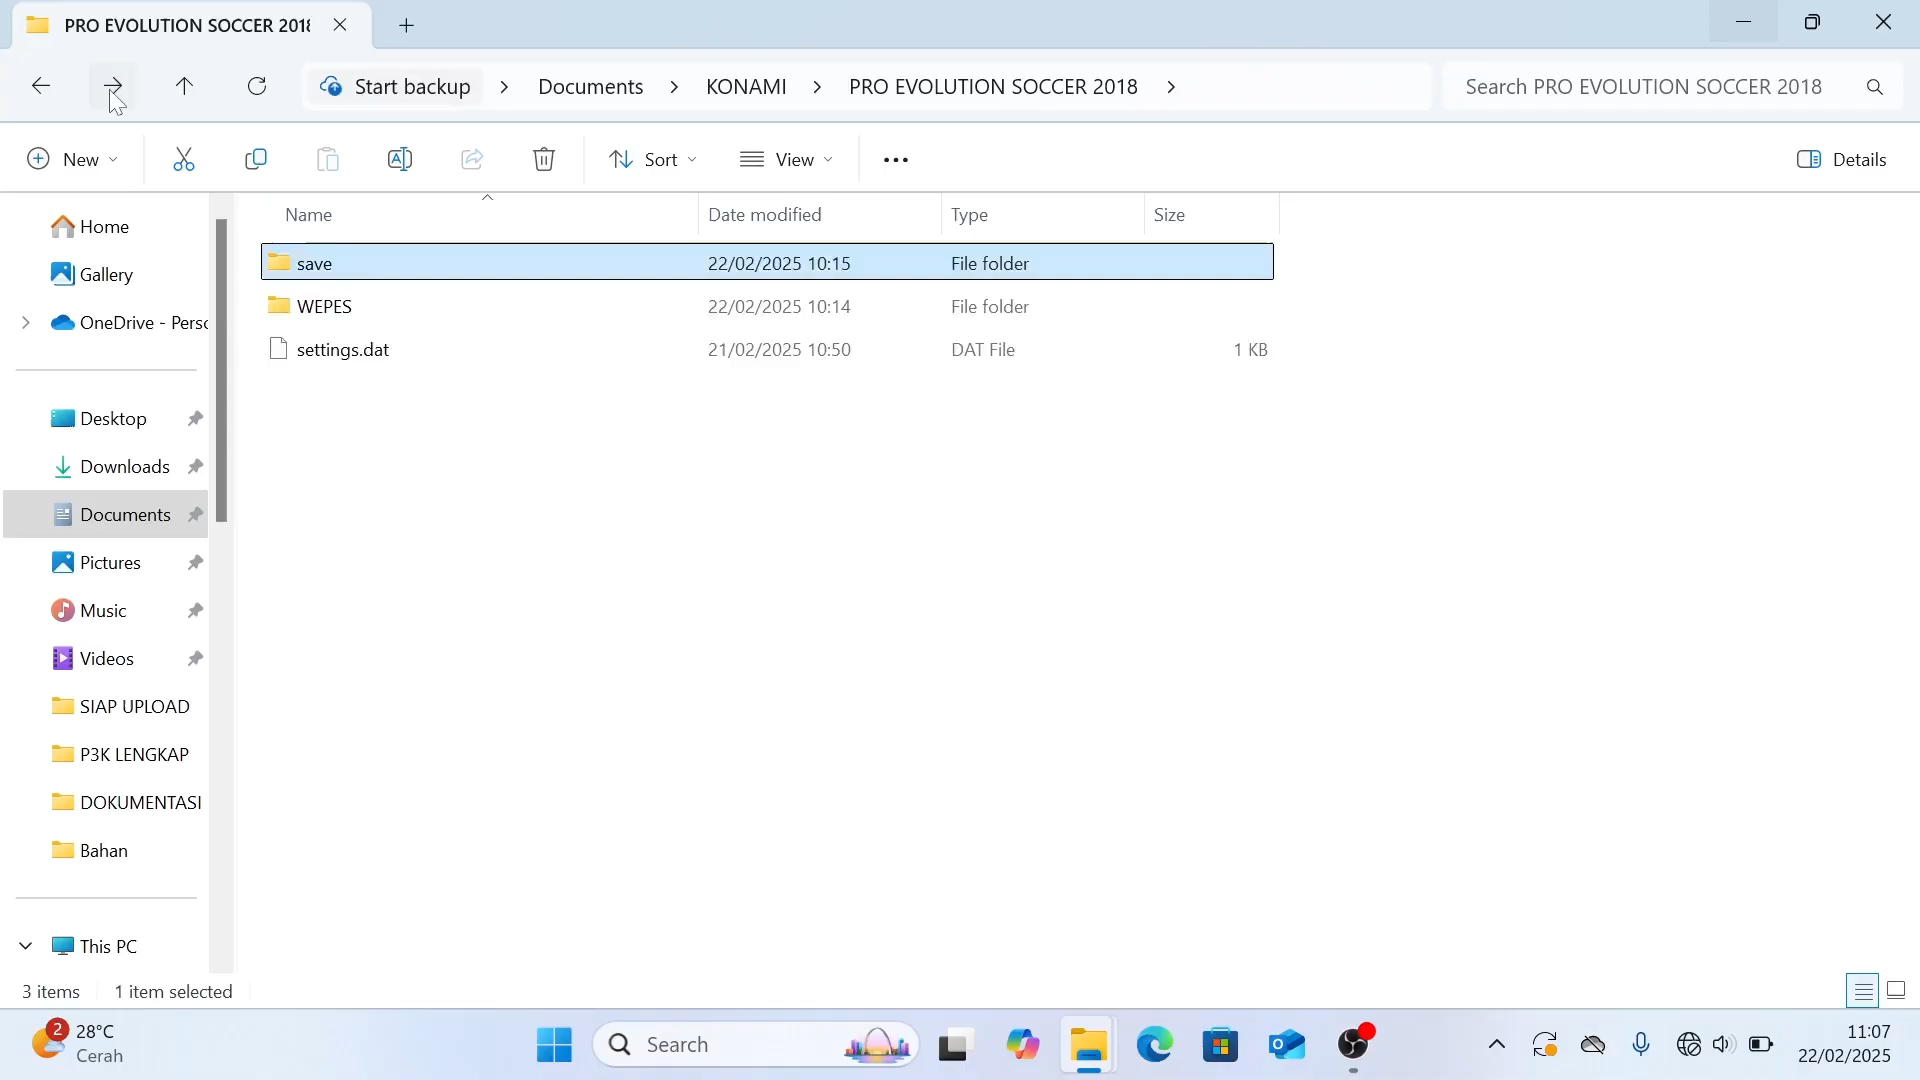 PRO EVOLUTION SOCCER 2018
Start backup > Documents > KONAMI > PRO EVOLUTION SOCCER 2018 >
Search PRO EVOLUTION SOCCER 2018
New
Sort
View
Details
Name
Date modified
Type
Size
save 22/02/2025 10:15 File folder
WEPES 22/02/2025 10:14 File folder
settings.dat 21/02/2025 10:50 DAT File 1 KB
Home
Gallery
OneDrive - Perso
Desktop
Downloads
Documents
Pictures
Music
Videos
SIAP UPLOAD
P3K LENGKAP
DOKUMENTASI
Bahan
This PC
3 items
1 item selected
2
28°C
Cerah
Search
11:07
22/02/2025